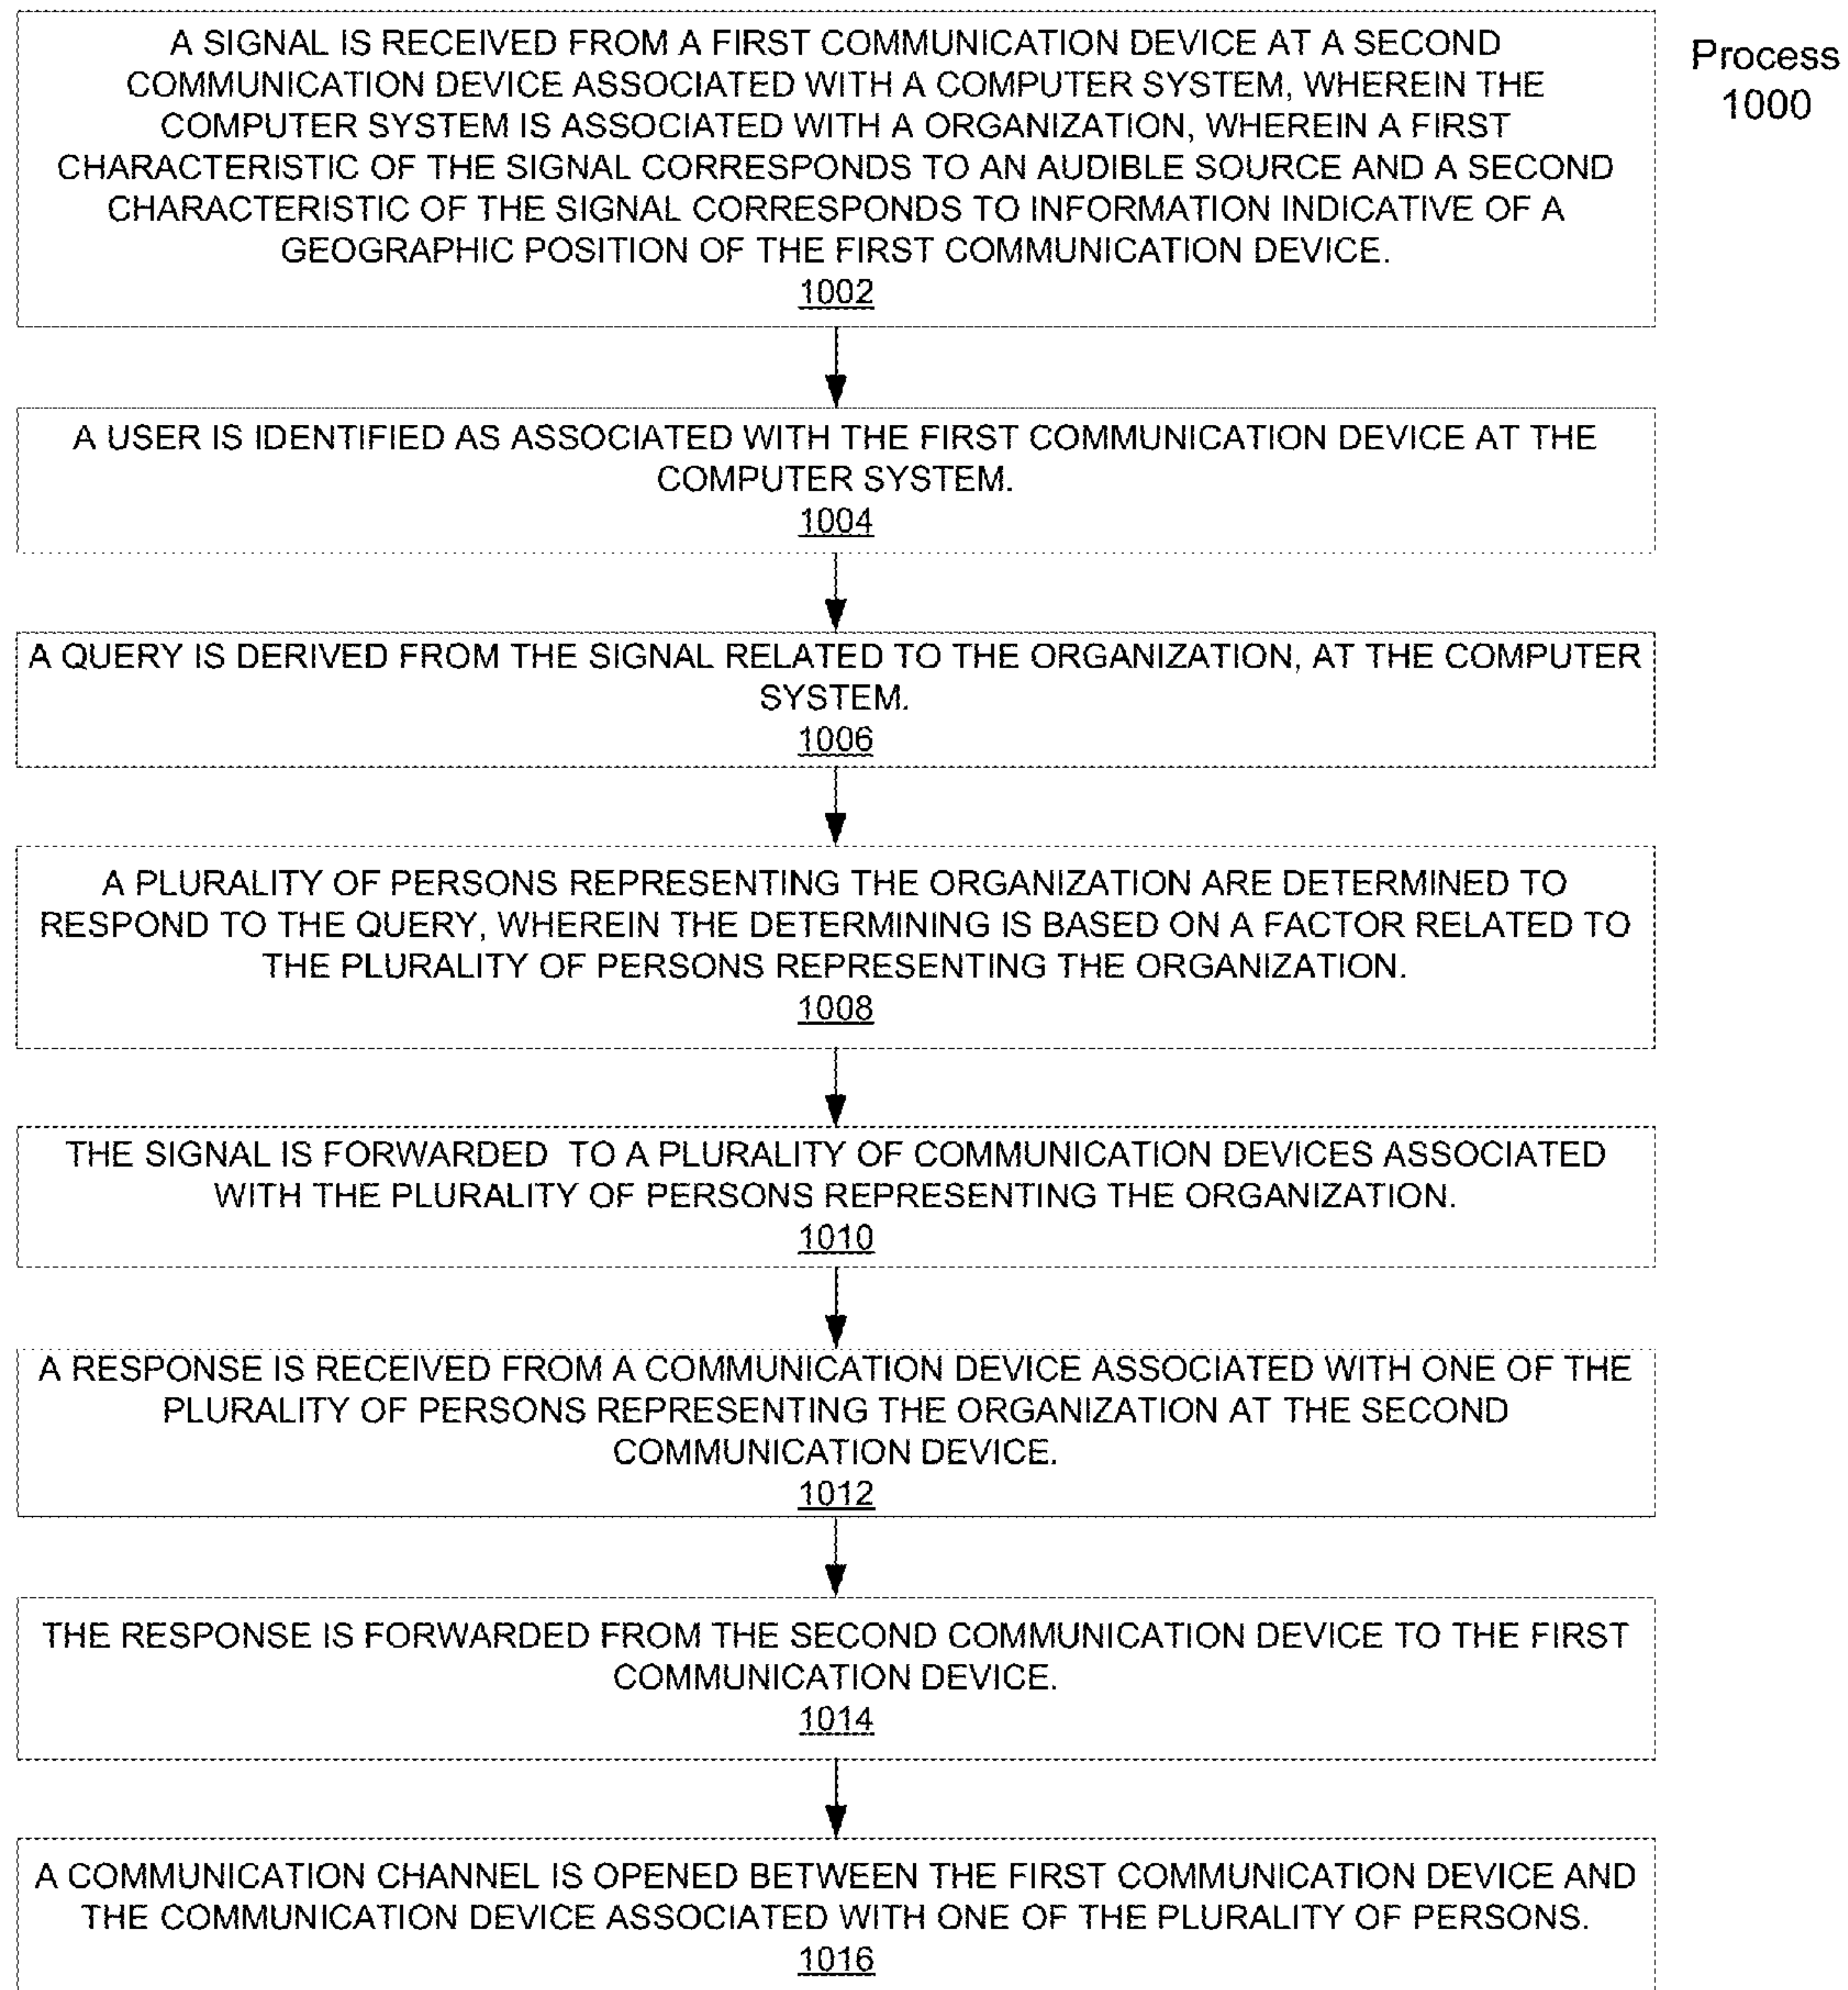 Process
1000
A SIGNAL IS RECEIVED FROM A FIRST COMMUNICATION DEVICE AT A SECOND
COMMUNICATION DEVICE ASSOCIATED WITH A COMPUTER SYSTEM, WHEREIN THE
COMPUTER SYSTEM IS ASSOCIATED WITH A ORGANIZATION, WHEREIN A FIRST
CHARACTERISTIC OF THE SIGNAL CORRESPONDS TO AN AUDIBLE SOURCE AND A SECOND
CHARACTERISTIC OF THE SIGNAL CORRESPONDS TO INFORMATION INDICATIVE OF A
GEOGRAPHIC POSITION OF THE FIRST COMMUNICATION DEVICE.
1002
A USER IS IDENTIFIED AS ASSOCIATED WITH THE FIRST COMMUNICATION DEVICE AT THE
COMPUTER SYSTEM.
1004
A QUERY IS DERIVED FROM THE SIGNAL RELATED TO THE ORGANIZATION, AT THE COMPUTER
SYSTEM.
1006
A PLURALITY OF PERSONS REPRESENTING THE ORGANIZATION ARE DETERMINED TO
RESPOND TO THE QUERY, WHEREIN THE DETERMINING IS BASED ON A FACTOR RELATED TO
THE PLURALITY OF PERSONS REPRESENTING THE ORGANIZATION.
1008
THE SIGNAL IS FORWARDED TO A PLURALITY OF COMMUNICATION DEVICES ASSOCIATED
WITH THE PLURALITY OF PERSONS REPRESENTING THE ORGANIZATION.
1010
A RESPONSE IS RECEIVED FROM A COMMUNICATION DEVICE ASSOCIATED WITH ONE OF THE
PLURALITY OF PERSONS REPRESENTING THE ORGANIZATION AT THE SECOND
COMMUNICATION DEVICE.
1012
THE RESPONSE IS FORWARDED FROM THE SECOND COMMUNICATION DEVICE TO THE FIRST
COMMUNICATION DEVICE.
1014
A COMMUNICATION CHANNEL IS OPENED BETWEEN THE FIRST COMMUNICATION DEVICE AND
THE COMMUNICATION DEVICE ASSOCIATED WITH ONE OF THE PLURALITY OF PERSONS.
1016